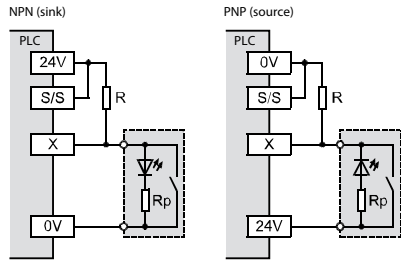 NPN (sink)
PLC
24V
S/S
R
X
Rp
0V
PNP (source)
PLC
0V
S/S
R
X
Rp
24V